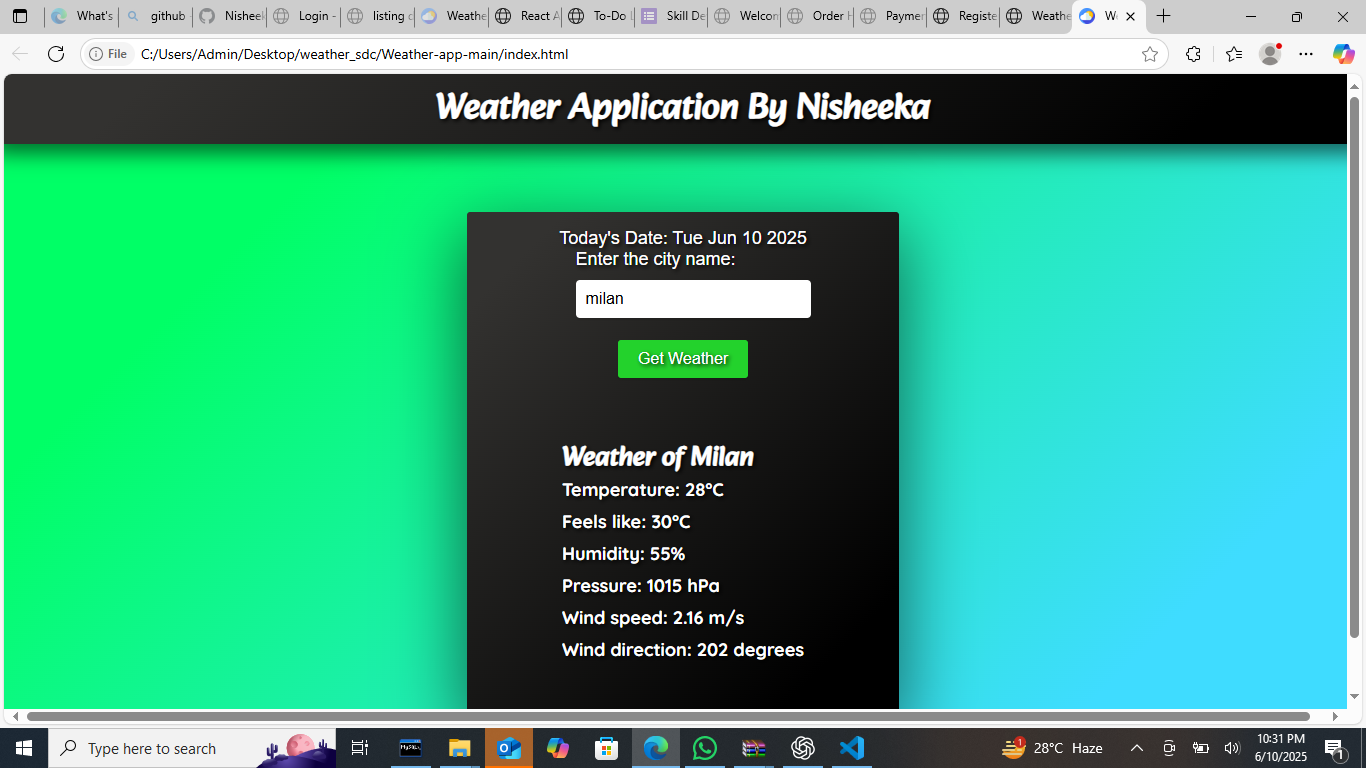 What's
github
Nisheek
Login -
listing c
Weathe
React A
To-Do L
Skill De
Welcon
Order H
Paymer
Registe
Weathe
We
File
C:/Users/Admin/Desktop/weather_sdc/Weather-app-main/index.html
Weather Application By Nisheeka
Today's Date: Tue Jun 10 2025
Enter the city name:
milan
Get Weather
Weather of Milan
Temperature: 28°C
Feels like: 30°C
Humidity: 55%
Pressure: 1015 hPa
Wind speed: 2.16 m/s
Wind direction: 202 degrees
Type here to search
MySQL
1
28°C Haze
10:31 PM
6/10/2025
1